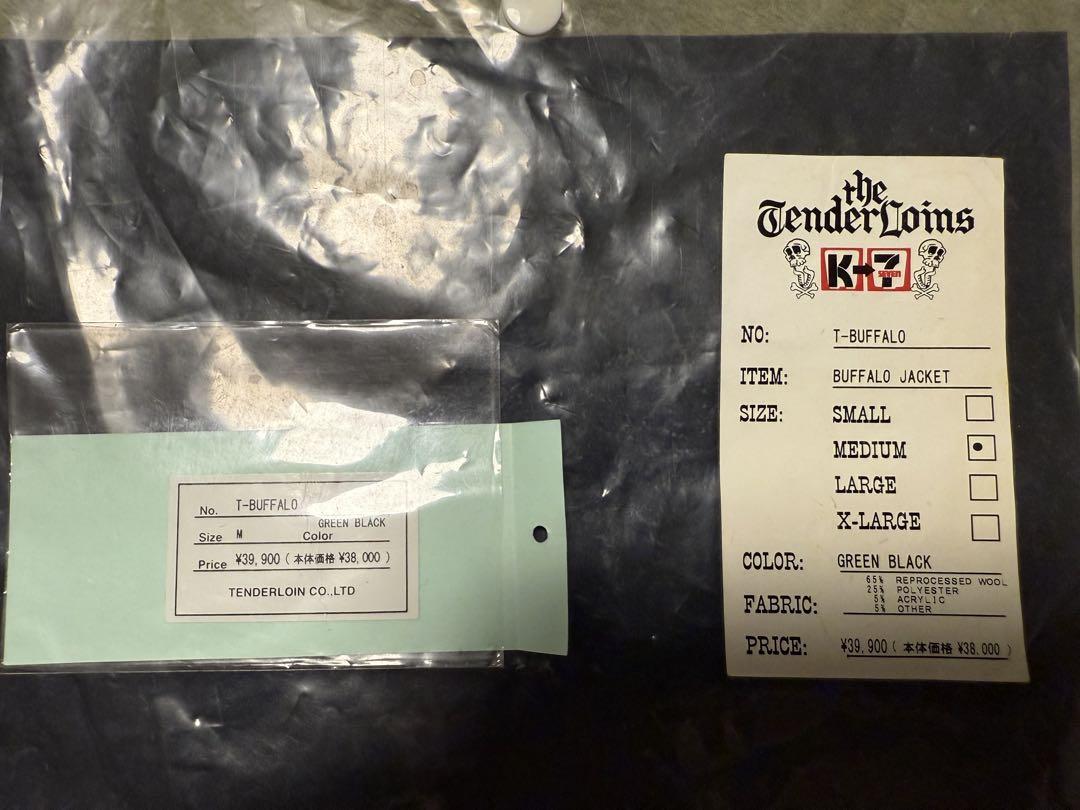 No. T-BUFFALO
GREEN BLACK
Size M Color
Price ¥39,900 ( 本体価格 ¥38,000 )
TENDERLOIN CO.,LTD
the
TenderLoins
K 7
SEVEN
NO: T-BUFFALO
ITEM: BUFFALO JACKET
SIZE: SMALL
MEDIUM
LARGE
X-LARGE
COLOR: GREEN BLACK
65% REPROCESSED WOOL
25% POLYESTER
FABRIC: 5% ACRYLIC
5% OTHER
PRICE: ¥39,900 ( 本体価格 ¥38,000 )